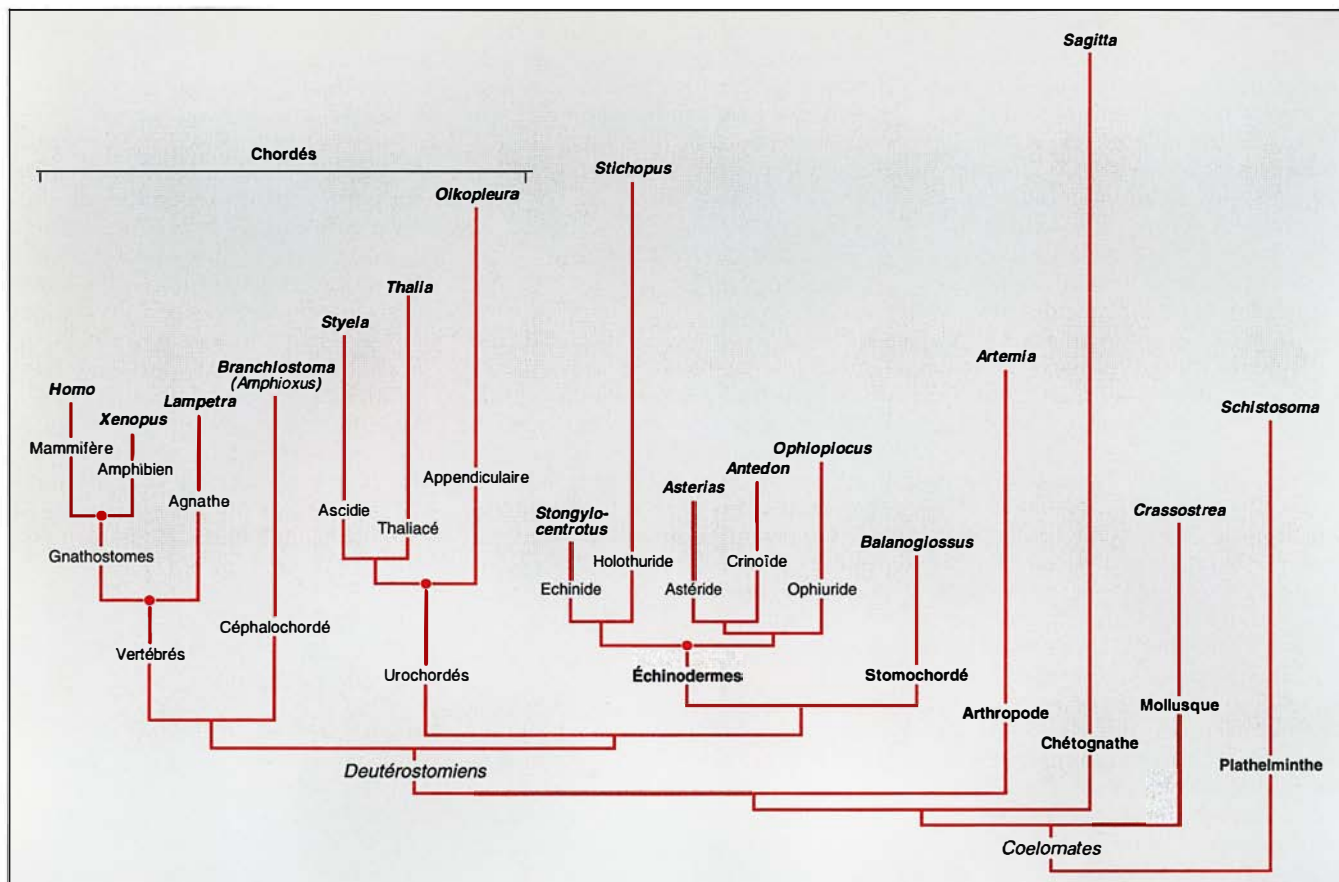 Sagitta
Chordés
Stichopus
Oikopleura
Thalia
Styela
Branchiostoma
(Amphioxus)
Artemia
Homo
Xenopus
Lampetra
Schistosoma
Mammifère
Amphibien
Agnathe
Appendiculaire
Ophioplocus
Antedon
Asterias
Ascidie
Thaliacé
Stongylo-
centrotus
Crassostrea
Gnathostomes
Holothuride
Crinoïde
Balanoglossus
Echinide
Astéride
Ophiuride
Céphalochordé
Vertébrés
Urochordés
Échinodermes
Stomochordé
Arthropode
Mollusque
Chétognathe
Deutérostomiens
Plathelminthe
Coelomates